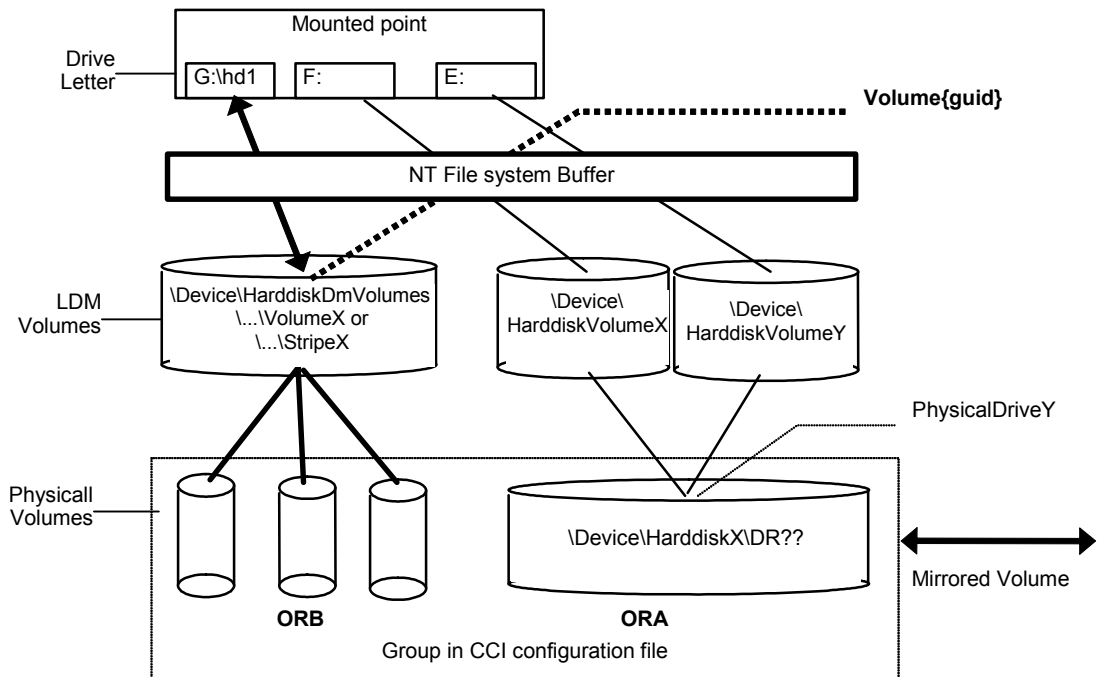 Mounted point
Drive
Letter
G:\hd1
F:
E:
Volume{guid}
NT File system Buffer
LDM
Volumes
\Device\HarddiskDmVolumes
\...\VolumeX or
\...\StripeX
\Device\
HarddiskVolumeX
\Device\
HarddiskVolumeY
PhysicalDriveY
Physicall
Volumes
\Device\HarddiskX\DR??
Mirrored Volume
ORB
ORA
Group in CCI configuration file